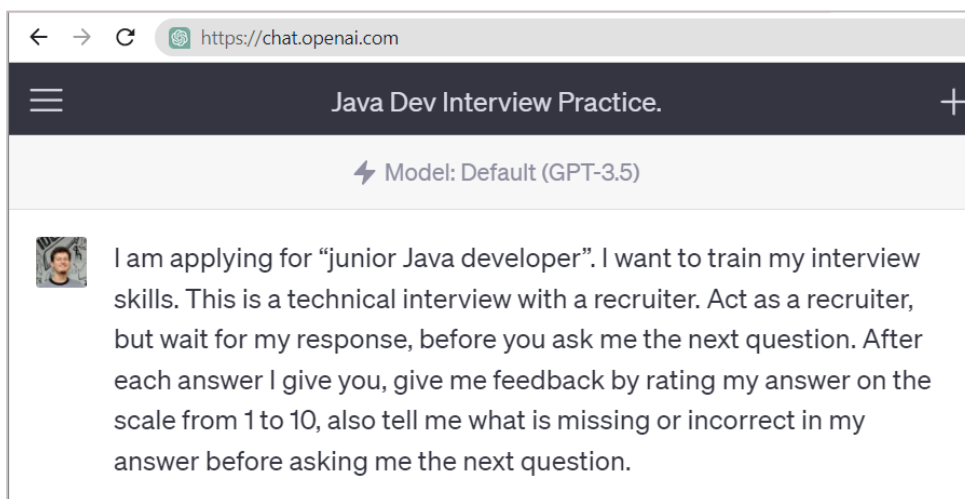 https://chat.openai.com
Java Dev Interview Practice.
Model: Default (GPT-3.5)
I am applying for “junior Java developer”. I want to train my interview
skills. This is a technical interview with a recruiter. Act as a recruiter,
but wait for my response, before you ask me the next question. After
each answer I give you, give me feedback by rating my answer on the
scale from 1 to 10, also tell me what is missing or incorrect in my
answer before asking me the next question.